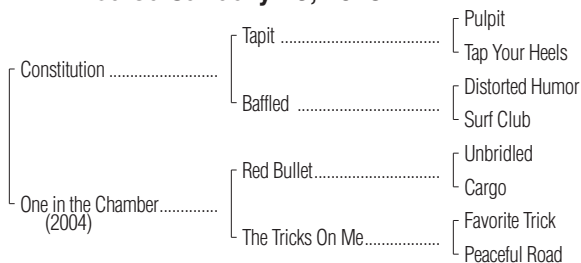 Pulpit
Tapit ........................................
Tap Your Heels
Constitution ...........................
Distorted Humor
Baffled ....................................
Surf Club
Unbridled
Red Bullet................................
Cargo
One in the Chamber...............
(2004)
Favorite Trick
The Tricks On Me...................
Peaceful Road